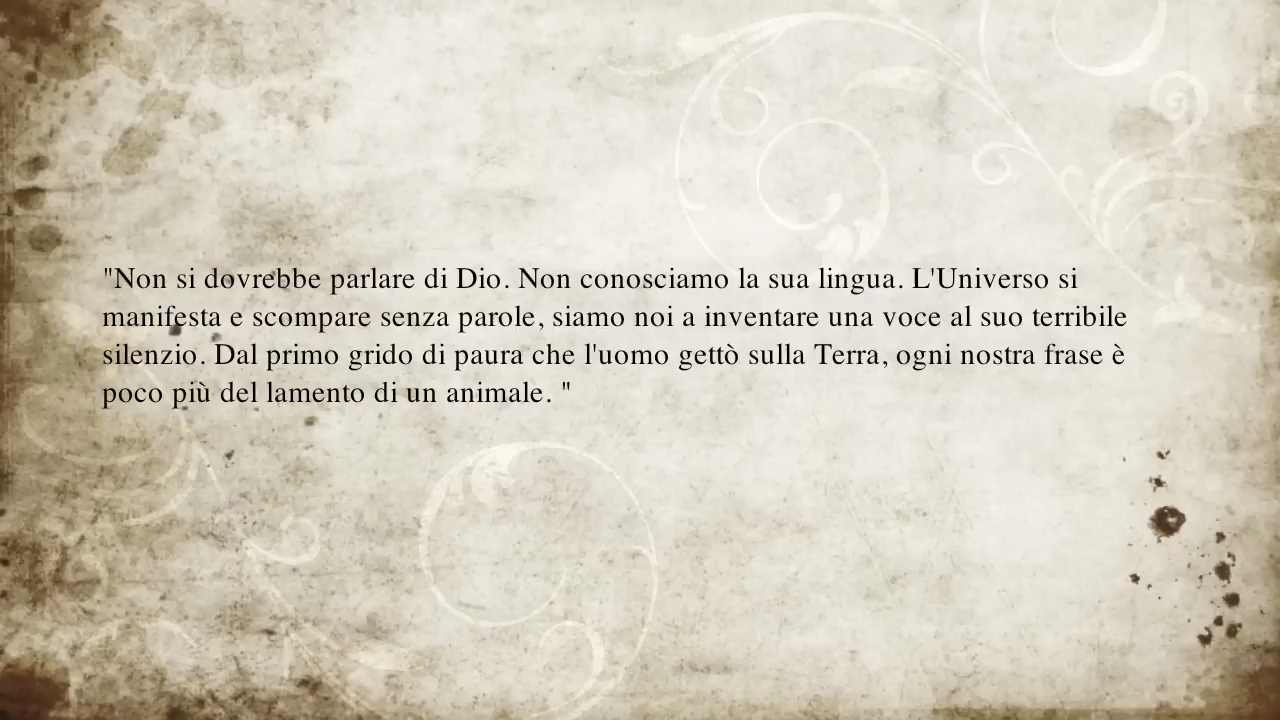 "Non si dovrebbe parlare di Dio. Non conosciamo la sua lingua. L'Universo si
manifesta e scompare senza parole, siamo noi a inventare una voce al suo terribile
silenzio. Dal primo grido di paura che l'uomo gettò sulla Terra, ogni nostra frase è
poco più del lamento di un animale. "